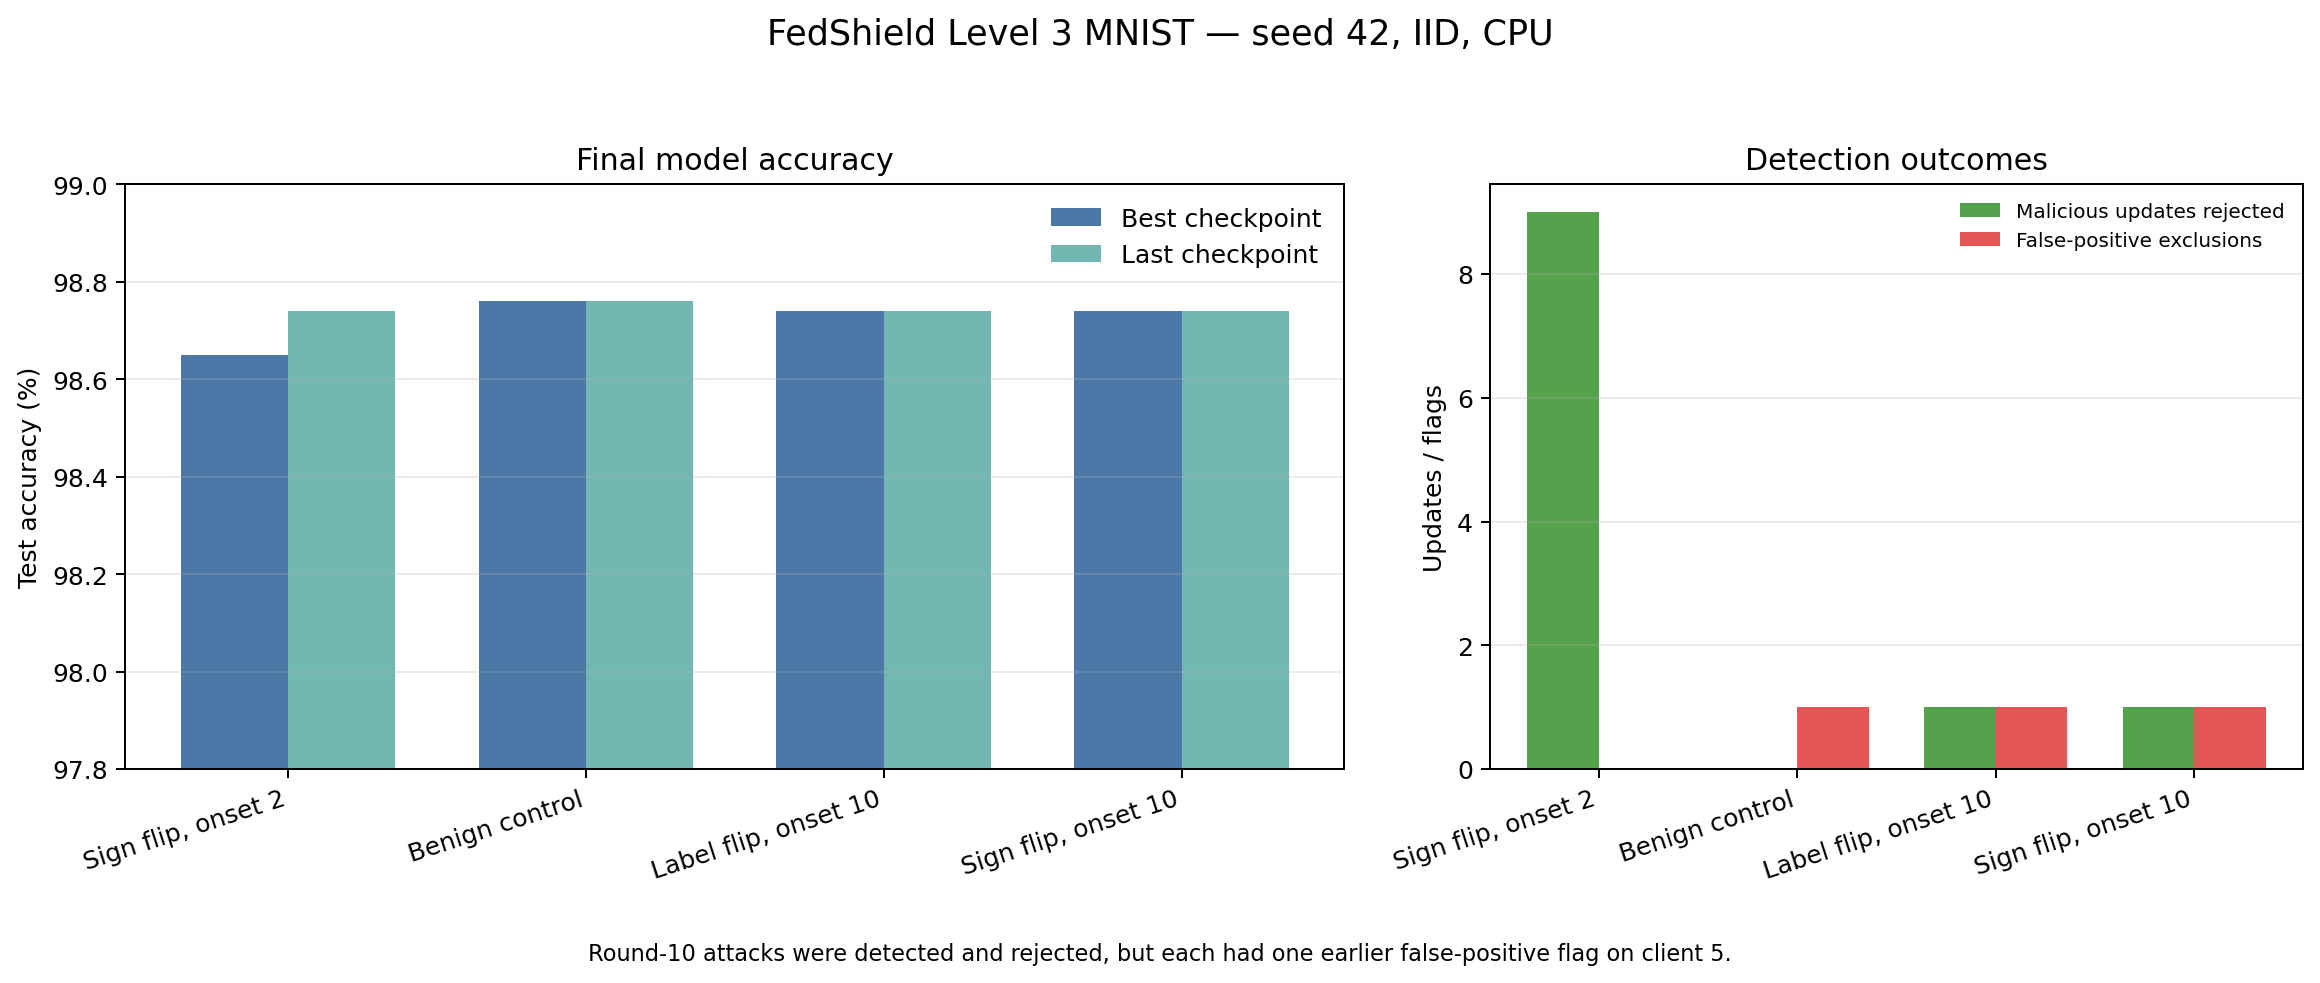 FedShield Level 3 MNIST — seed 42, IID, CPU
Final model accuracy
Test accuracy (%)
99.0
98.8
98.6
98.4
98.2
98.0
97.8
Best checkpoint
Last checkpoint
Sign flip, onset 2
Benign control
Label flip, onset 10
Sign flip, onset 10
Detection outcomes
Updates / flags
8
6
4
2
0
Malicious updates rejected
False-positive exclusions
Sign flip, onset 2
Benign control
Label flip, onset 10
Sign flip, onset 10
Round-10 attacks were detected and rejected, but each had one earlier false-positive flag on client 5.